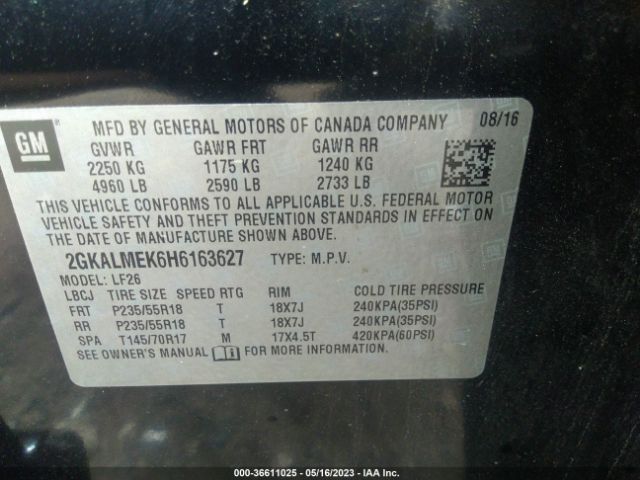 GM
MFD BY GENERAL MOTORS OF CANADA COMPANY 08/16
GVWR GAWR FRT GAWR RR
2250 KG 1175 KG 1240 KG
4960 LB 2590 LB 2733 LB
THIS VEHICLE CONFORMS TO ALL APPLICABLE U.S. FEDERAL MOTOR
VEHICLE SAFETY AND THEFT PREVENTION STANDARDS IN EFFECT ON
THE DATE OF MANUFACTURE SHOWN ABOVE.
2GKALMEK6H6163627 TYPE: M.P.V.
MODEL: LF26
LBCJ TIRE SIZE SPEED RTG RIM COLD TIRE PRESSURE
FRT P235/55R18 T 18X7J 240KPA(35PSI)
RR P235/55R18 T 18X7J 240KPA(35PSI)
SPA T145/70R17 M 17X4.5T 420KPA(60PSI)
SEE OWNER'S MANUAL FOR MORE INFORMATION.
000-36611025 - 05/16/2023 - IAA Inc.